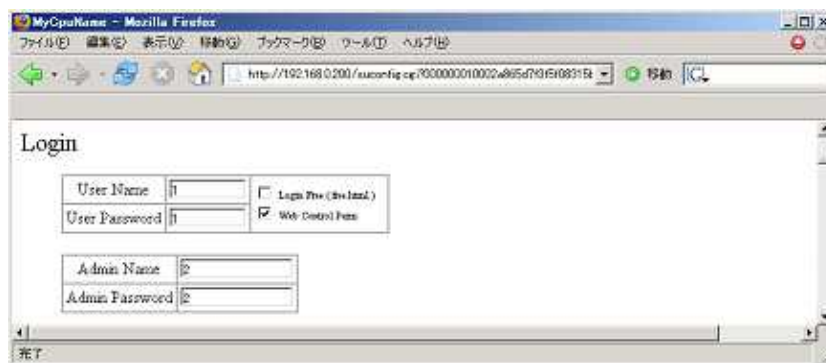 MyCpuName - Mozilla Firefox
ファイル(F) 編集(E) 表示(V) 移動(G) ブックマーク(B) ツール(T) ヘルプ(H)
移動
Login
User Name 1
User Password 1
Web Control Form
Admin Name 2
Admin Password 2
完了